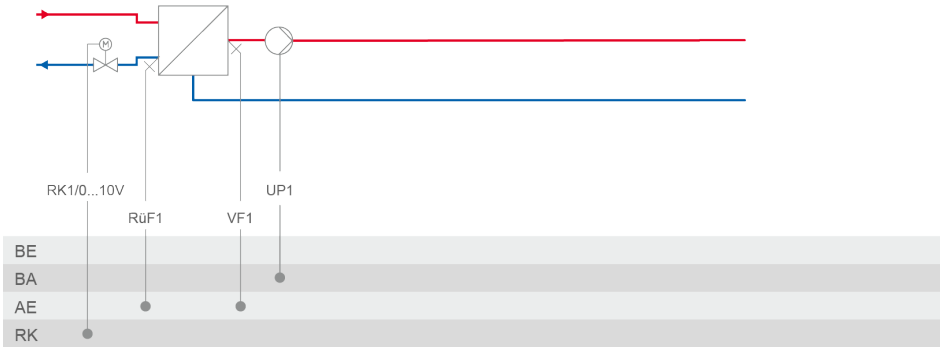 M
RK1/0...10V
UP1
RüF1
VF1
BE
BA
AE
RK